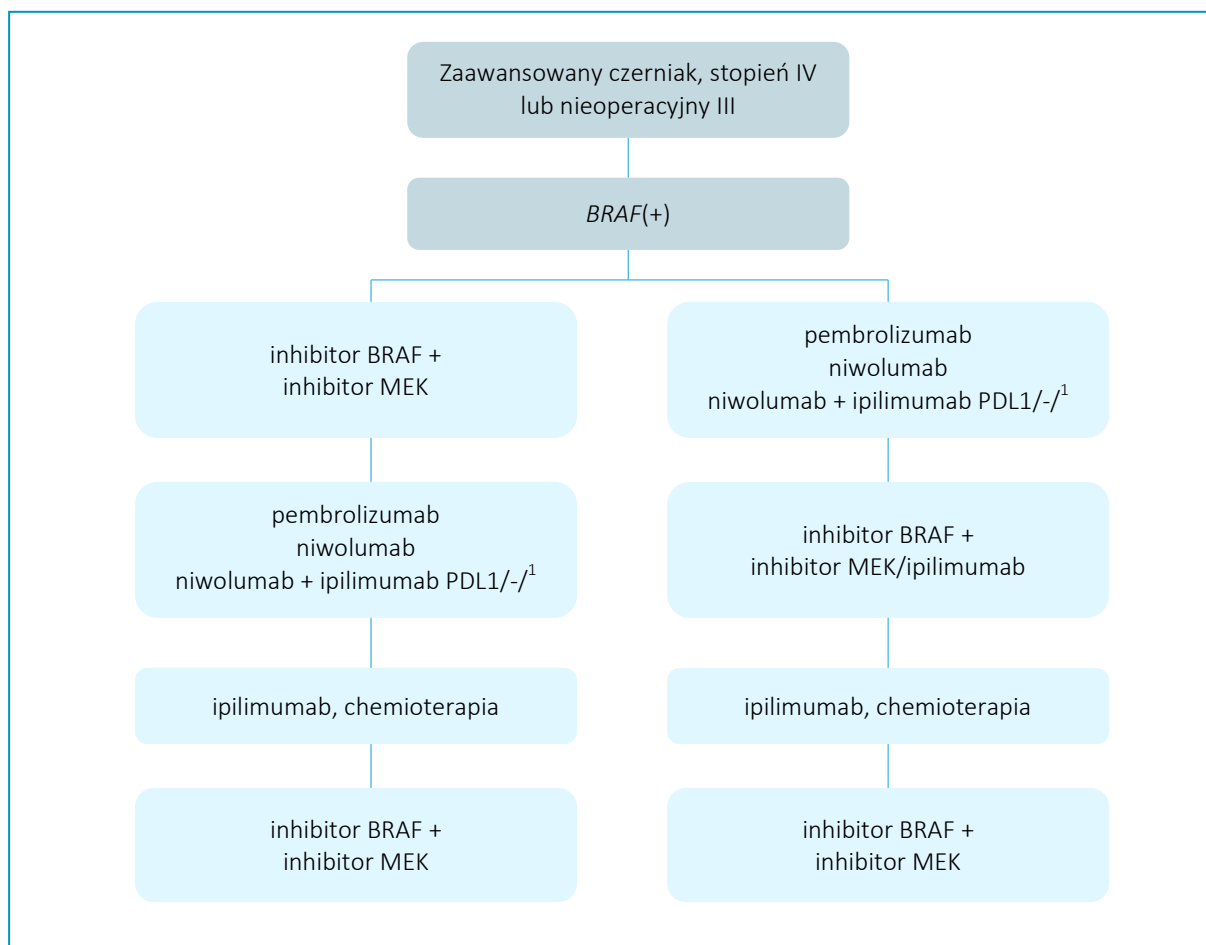 Zaawansowany czerniak, stopień IV
lub nieoperacyjny III
BRAF(+)
inhibitor BRAF +
inhibitor MEK
pembrolizumab
niwolumab
niwolumab + ipilimumab PDL1/-/¹
ipilimumab, chemioterapia
inhibitor BRAF +
inhibitor MEK
pembrolizumab
niwolumab
niwolumab + ipilimumab PDL1/-/¹
inhibitor BRAF +
inhibitor MEK/ipilimumab
ipilimumab, chemioterapia
inhibitor BRAF +
inhibitor MEK